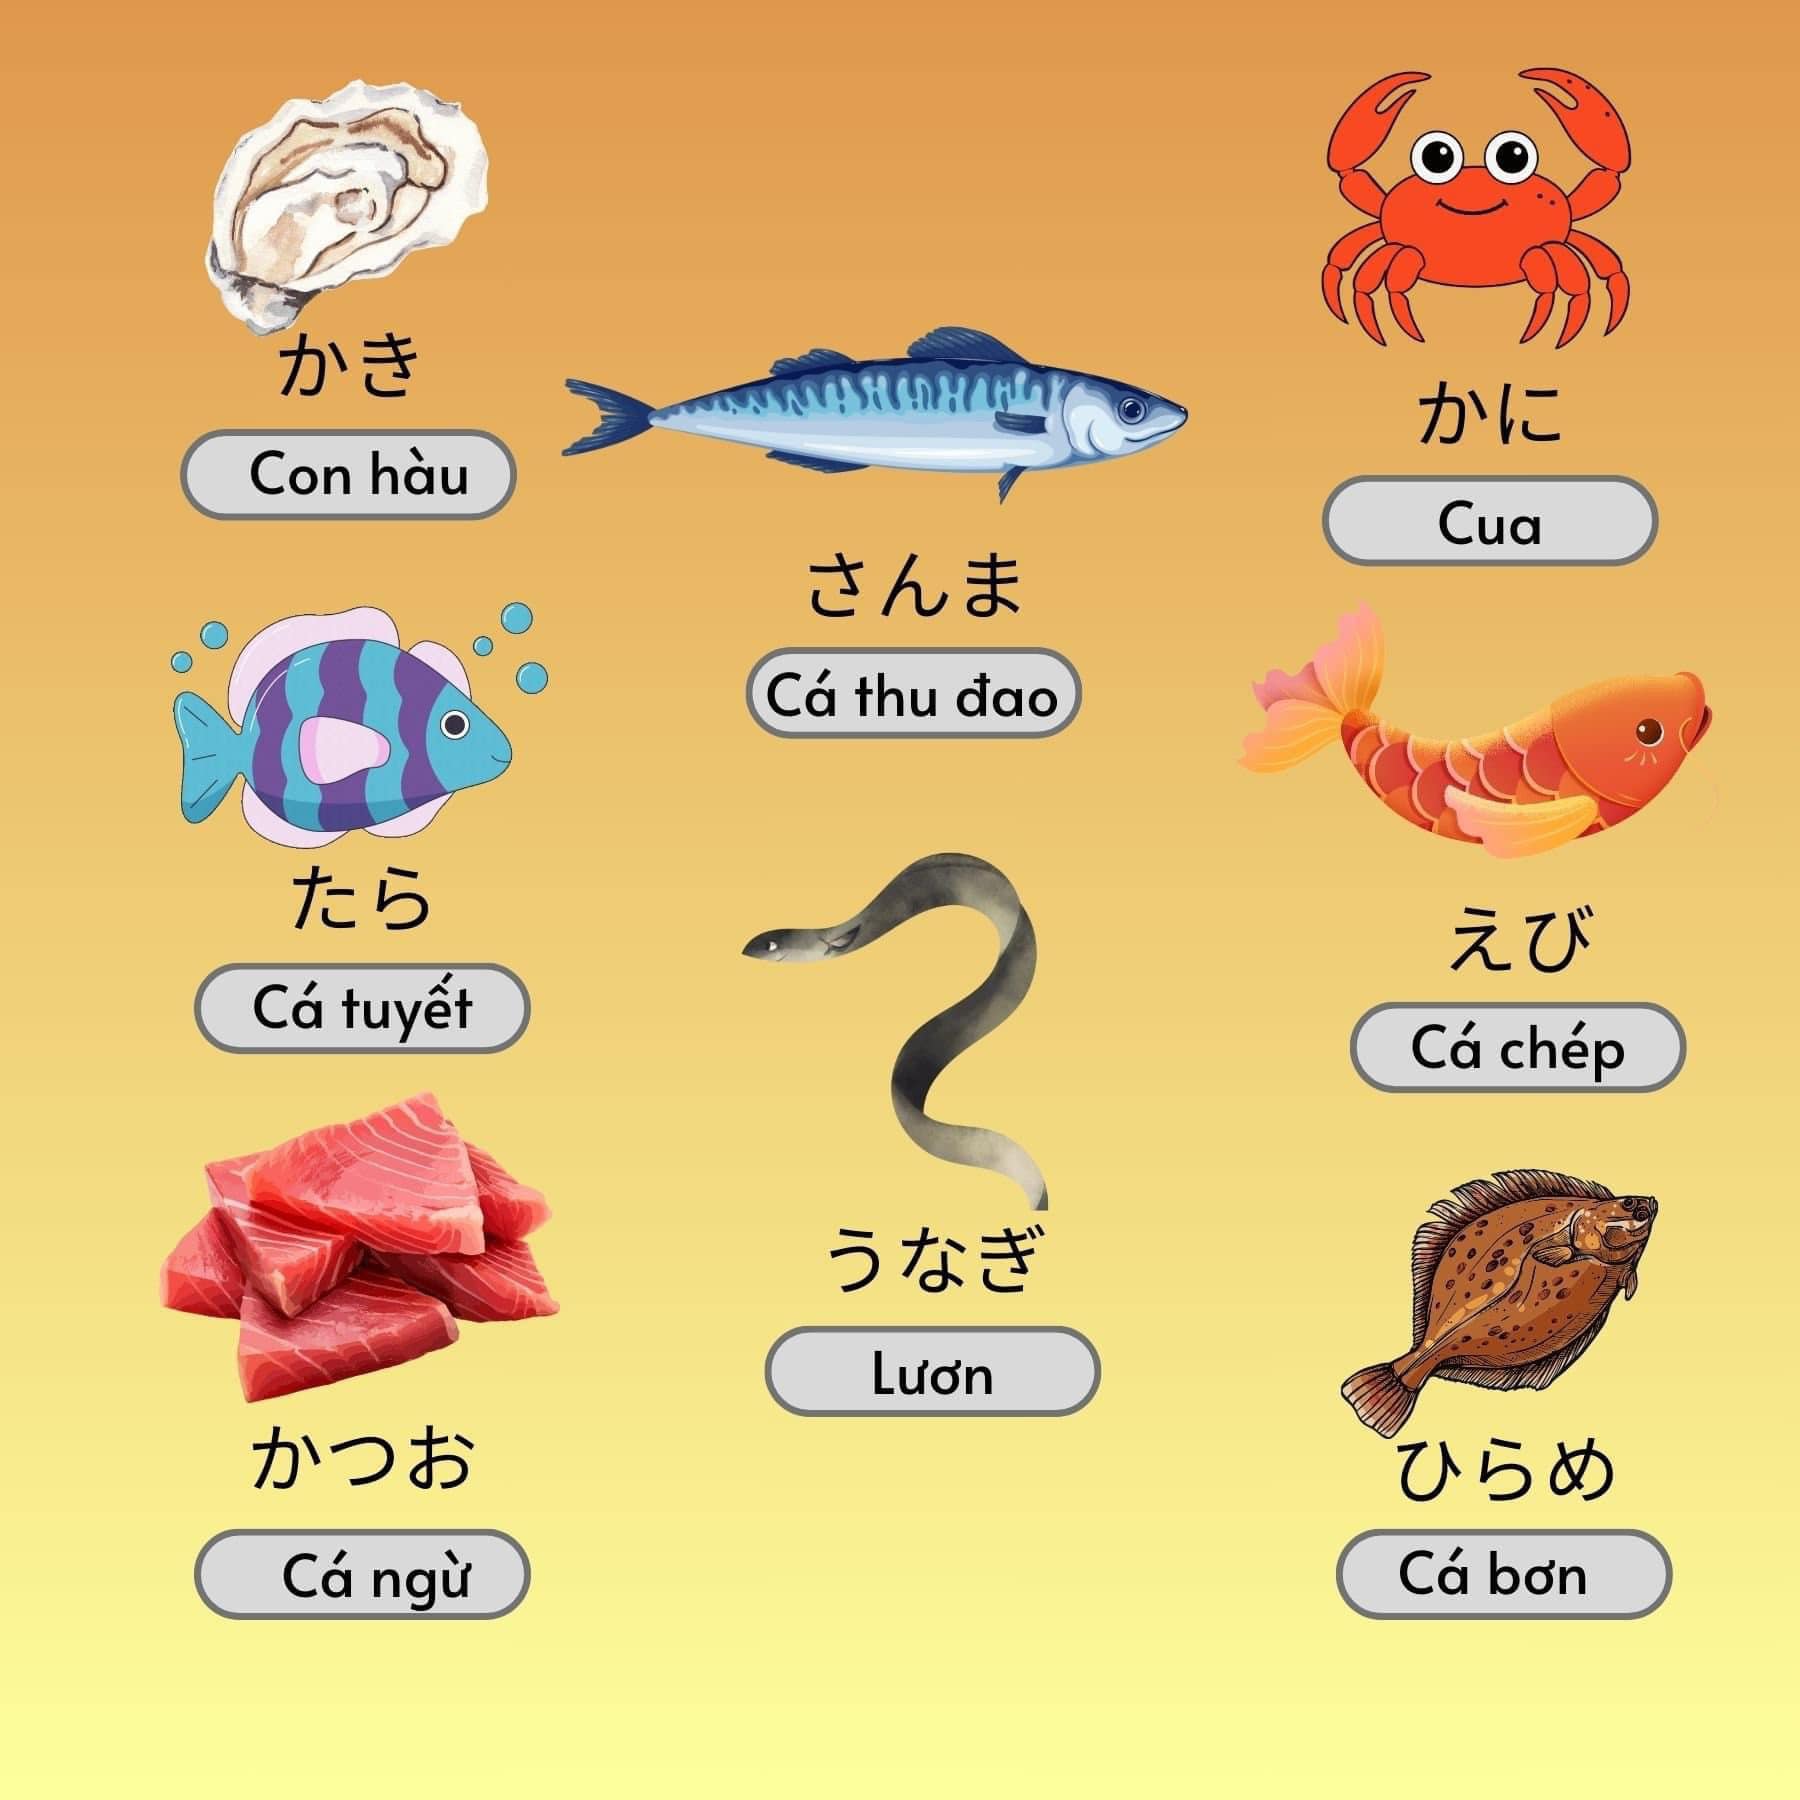 かき
Con hàu
さんま
Cá thu đao
かに
Cua
たら
Cá tuyết
うなぎ
Lươn
えび
Cá chép
かつお
Cá ngừ
ひらめ
Cá bơn